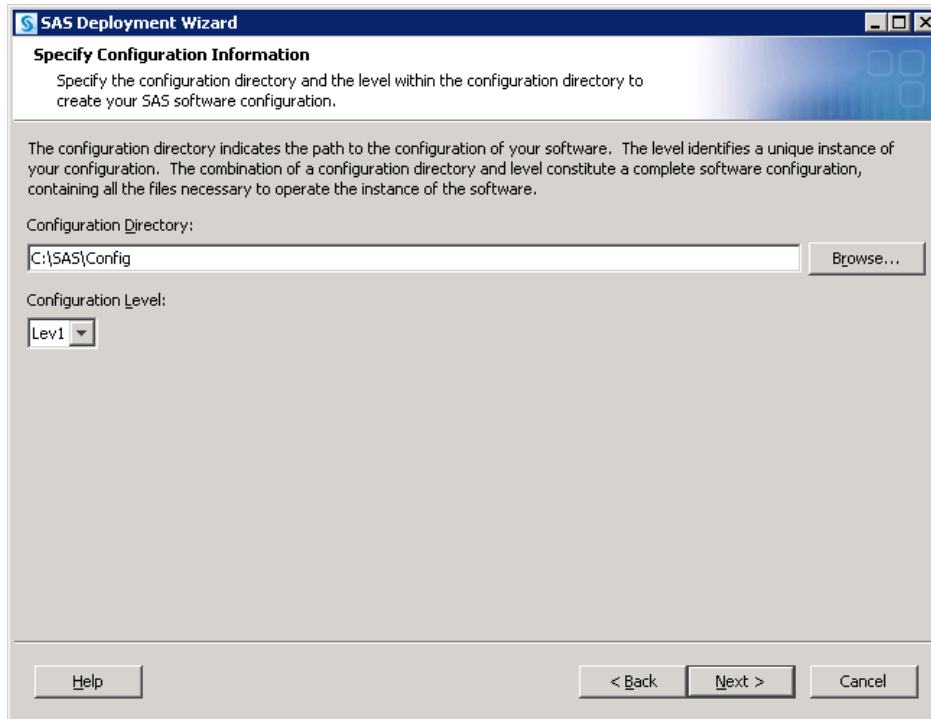 SAS Deployment Wizard
Specify Configuration Information
Specify the configuration directory and the level within the configuration directory to
create your SAS software configuration.
The configuration directory indicates the path to the configuration of your software. The level identifies a unique instance of
your configuration. The combination of a configuration directory and level constitute a complete software configuration,
containing all the files necessary to operate the instance of the software.
Configuration Directory:
C:\SAS\Config Browse...
Configuration Level:
Lev1
Help < Back Next > Cancel